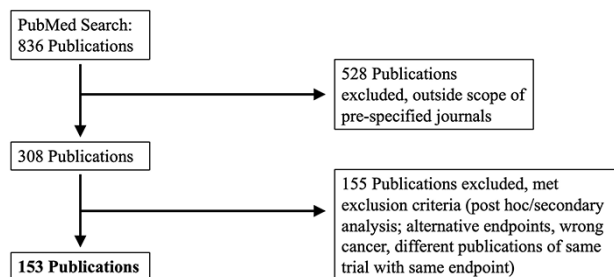 PubMed Search:
836 Publications
528 Publications
excluded, outside scope of
pre-specified journals
308 Publications
155 Publications excluded, met
exclusion criteria (post hoc/secondary
analysis; alternative endpoints, wrong
cancer, different publications of same
trial with same endpoint)
153 Publications